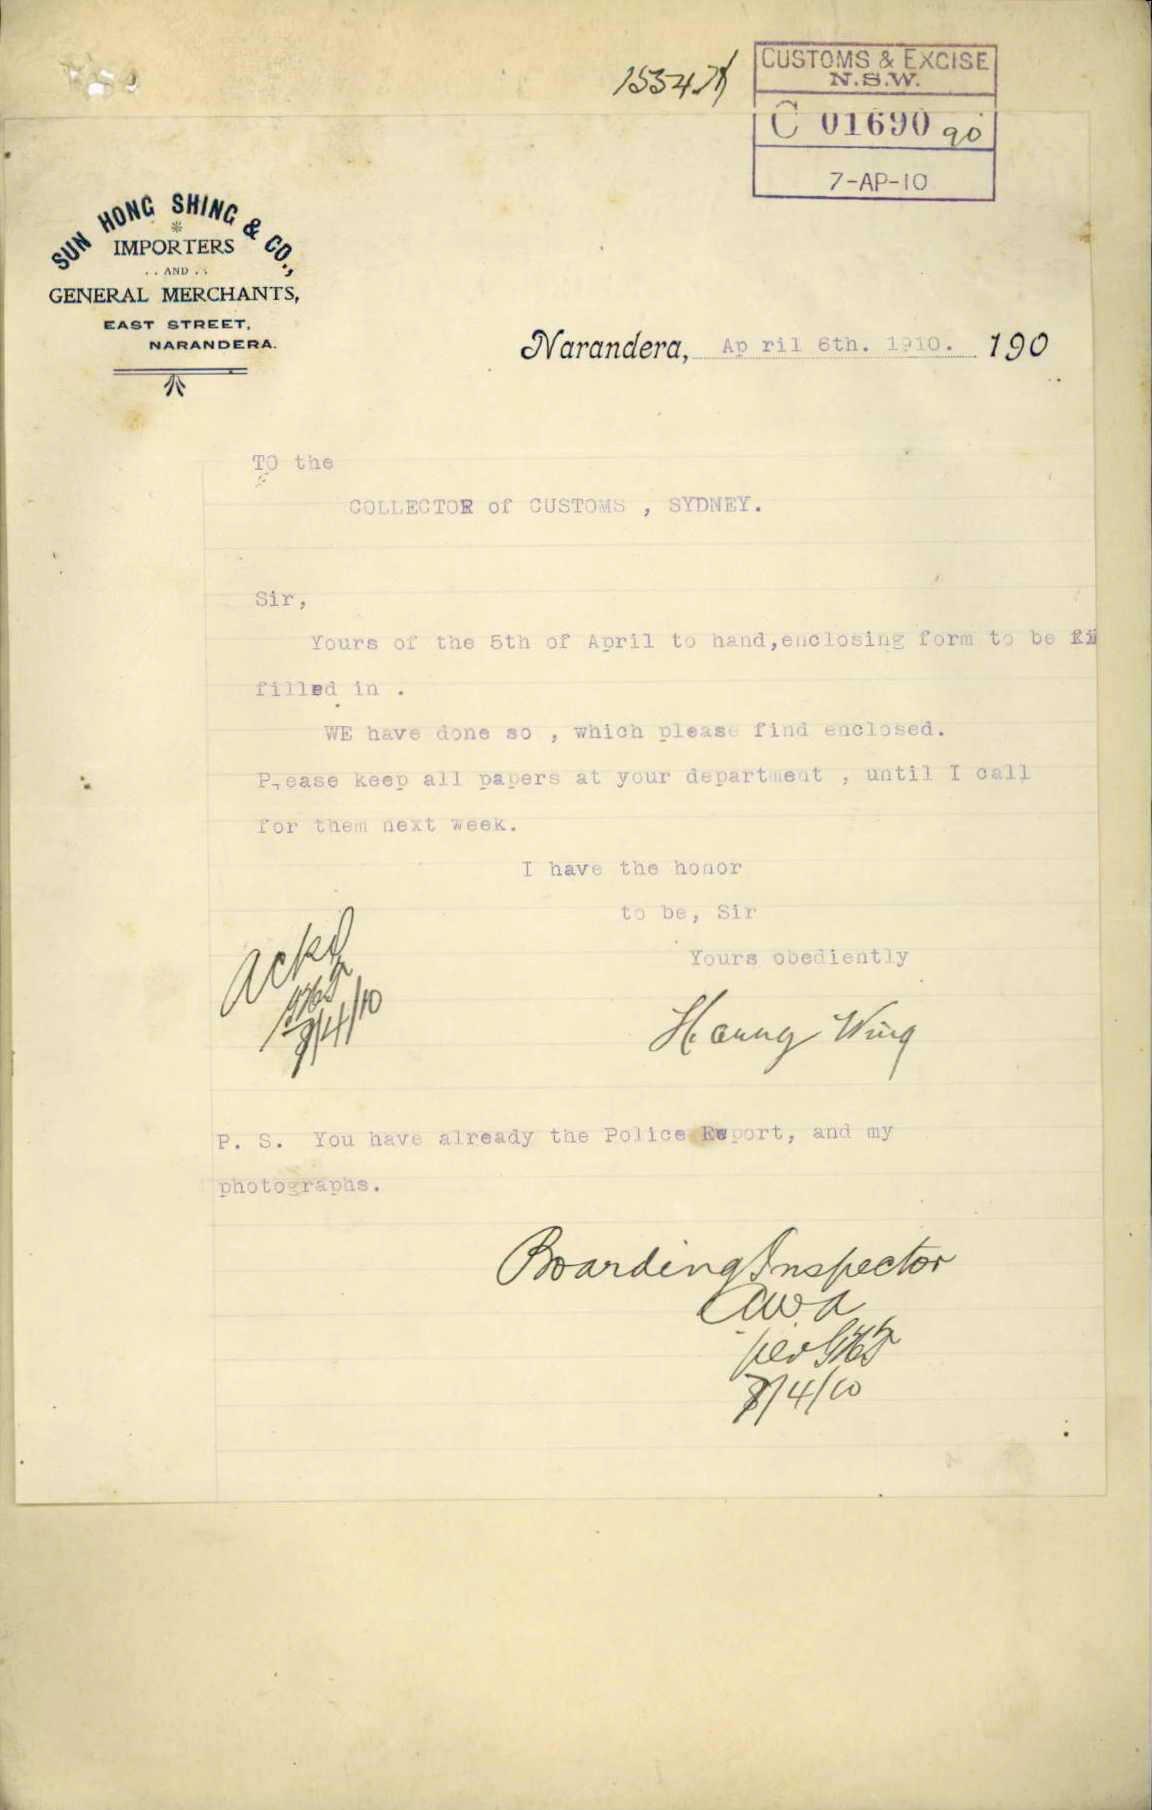 CUSTOMS & EXCISE
N.S.W.
C 01690 90
7-AP-10
SUN HONG SHING & CO.,
IMPORTERS
AND
GENERAL MERCHANTS,
EAST STREET,
NARANDERA.
Narandera, Ap ril 6th. 1910. 190
TO the
COLLECTOR of CUSTOMS , SYDNEY.
Sir,
Yours of the 5th of April to hand,enclosing form to be fi
filled in .
WE have done so , which please find enclosed.
P,ease keep all papers at your department , until I call
for them next week.
I have the honor
to be, Sir
Yours obediently
Ackd
8/4/10
Wing
P. S. You have already the Police Report, and my
photographs.
Boarding Inspector
per
8/4/10